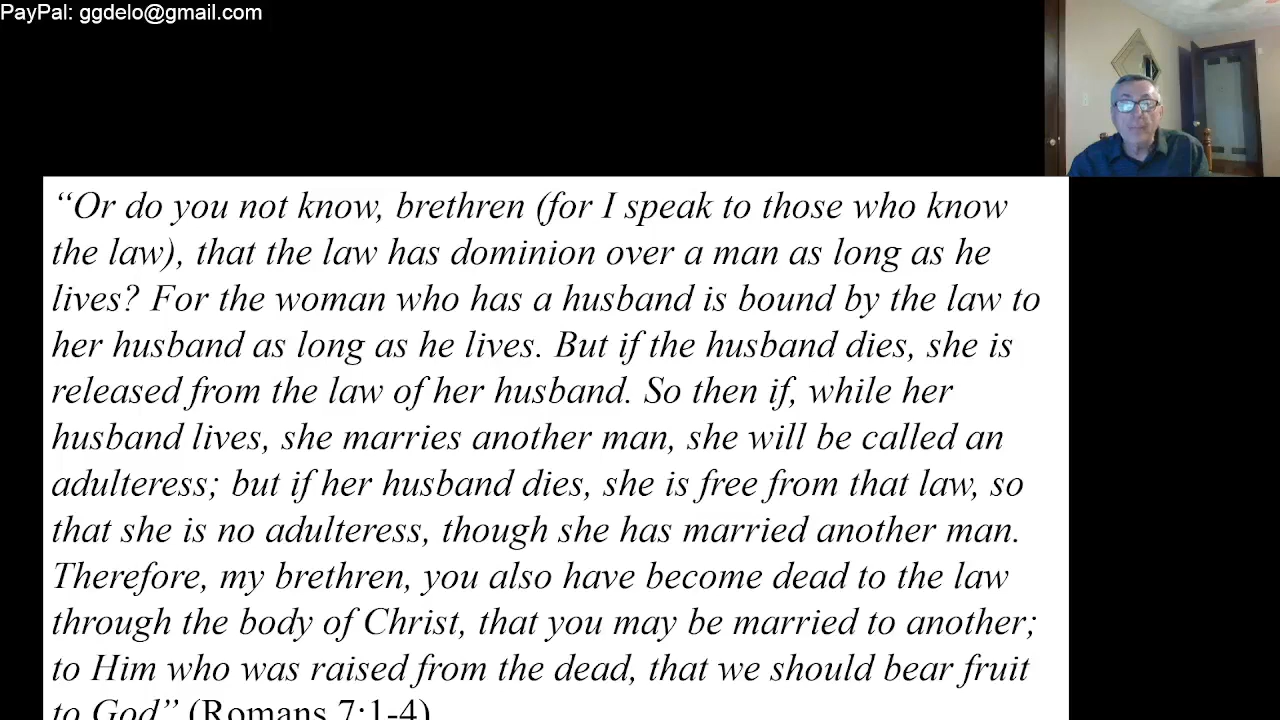 PayPal: ggdelo@gmail.com
“Or do you not know, brethren (for I speak to those who know
the law), that the law has dominion over a man as long as he
lives? For the woman who has a husband is bound by the law to
her husband as long as he lives. But if the husband dies, she is
released from the law of her husband. So then if, while her
husband lives, she marries another man, she will be called an
adulteress; but if her husband dies, she is free from that law, so
that she is no adulteress, though she has married another man.
Therefore, my brethren, you also have become dead to the law
through the body of Christ, that you may be married to another;
to Him who was raised from the dead, that we should bear fruit
to God” (Romans 7:1-4)